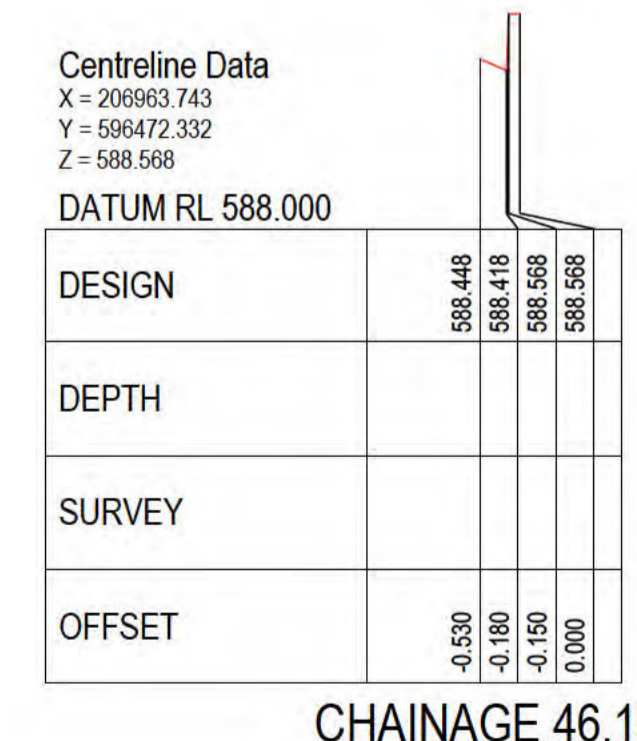 Centreline Data
X = 206963.743
Y = 596472.332
Z = 588.568
DATUM RL 588.000
DESIGN 588.448 588.418 588.568 588.568
DEPTH
SURVEY
OFFSET -0.530 -0.180 -0.150 0.000
CHAINAGE 46.1